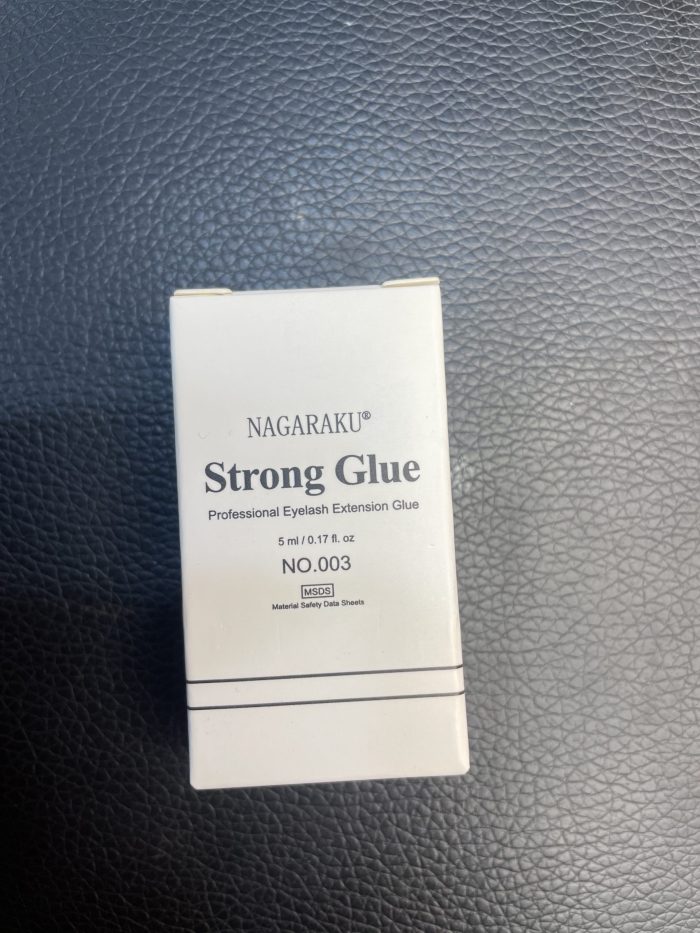 NAGARAKU®
Strong Glue
Professional Eyelash Extension Glue
5 ml / 0.17 fl. oz
NO.003
MSDS
Material Safety Data Sheets